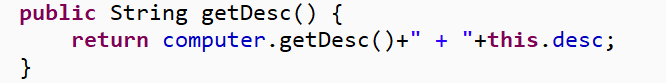 public String getDesc() {
    return computer.getDesc()+" + "+this.desc;
}